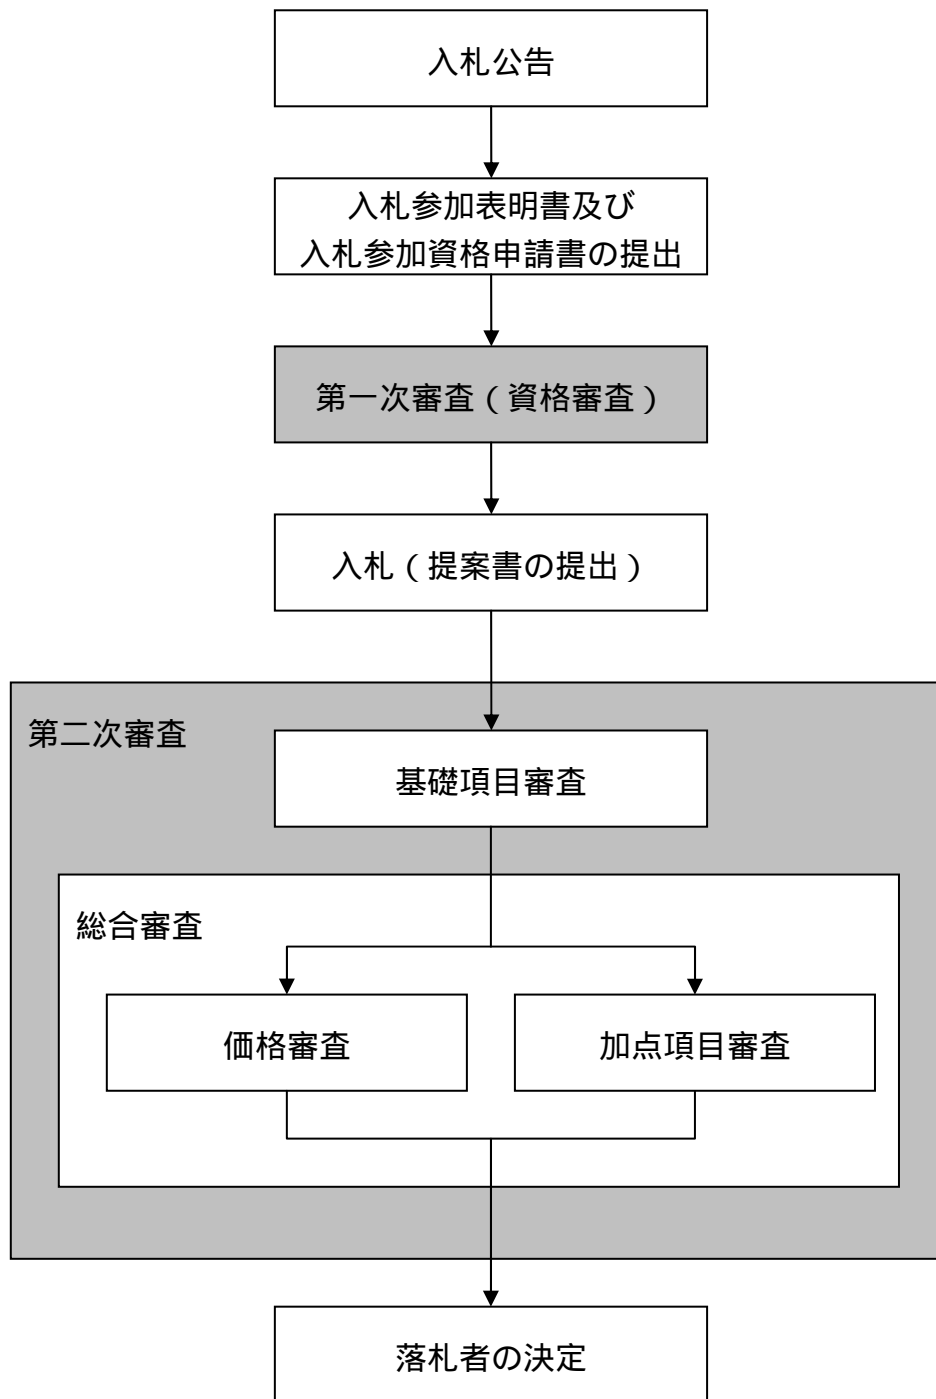 入札公告
入札参加表明書及び
入札参加資格申請書の提出
第一次審査（資格審査）
入札（提案書の提出）
第二次審査
基礎項目審査
総合審査
価格審査
加点項目審査
落札者の決定